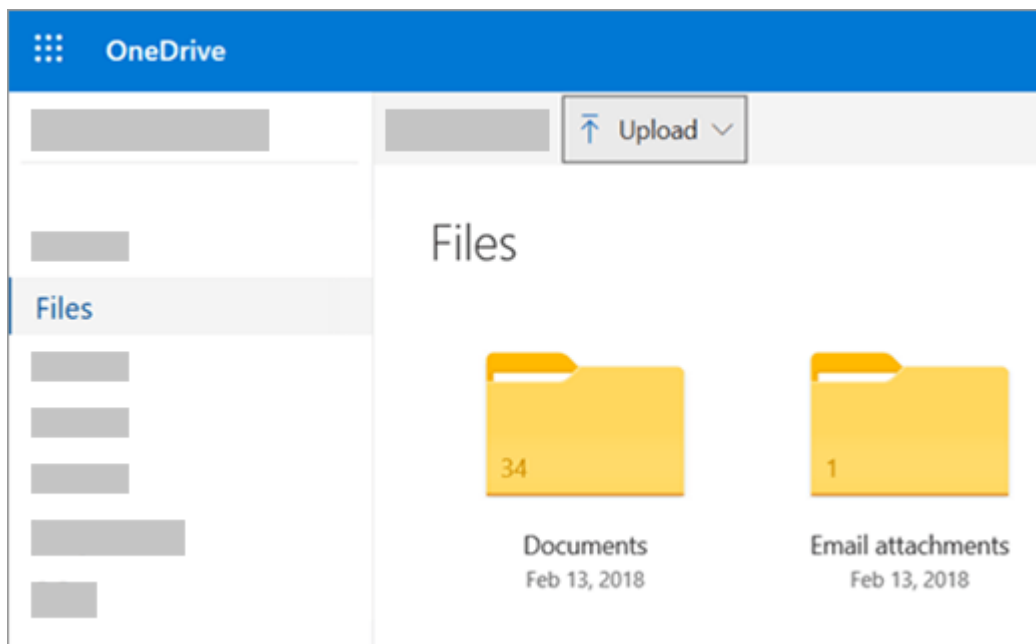 OneDrive
Upload
Files
Files
34
1
Documents
Email attachments
Feb 13, 2018
Feb 13, 2018